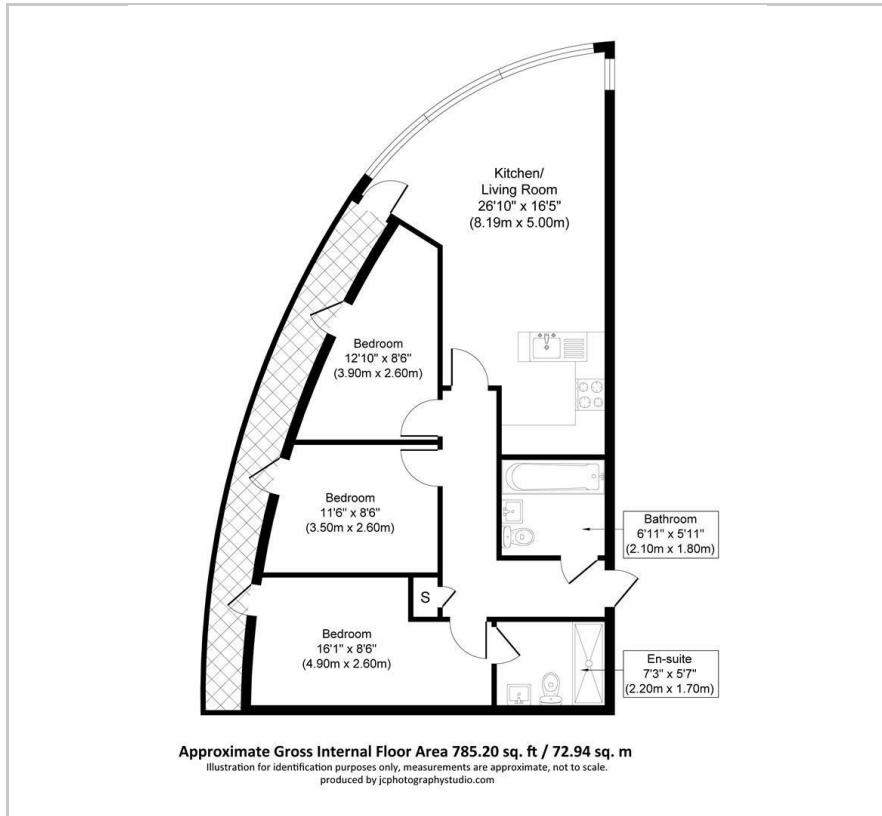 Kitchen/
Living Room
26'10" x 16'5"
(8.19m x 5.00m)
Bedroom
12'10" x 8'6"
(3.90m x 2.60m)
Bedroom
11'6" x 8'6"
(3.50m x 2.60m)
Bathroom
6'11" x 5'11"
(2.10m x 1.80m)
S
Bedroom
16'1" x 8'6"
(4.90m x 2.60m)
En-suite
7'3" x 5'7"
(2.20m x 1.70m)
Approximate Gross Internal Floor Area 785.20 sq. ft / 72.94 sq. m
Illustration for identification purposes only, measurements are approximate, not to scale.
produced by jcphotographystudio.com